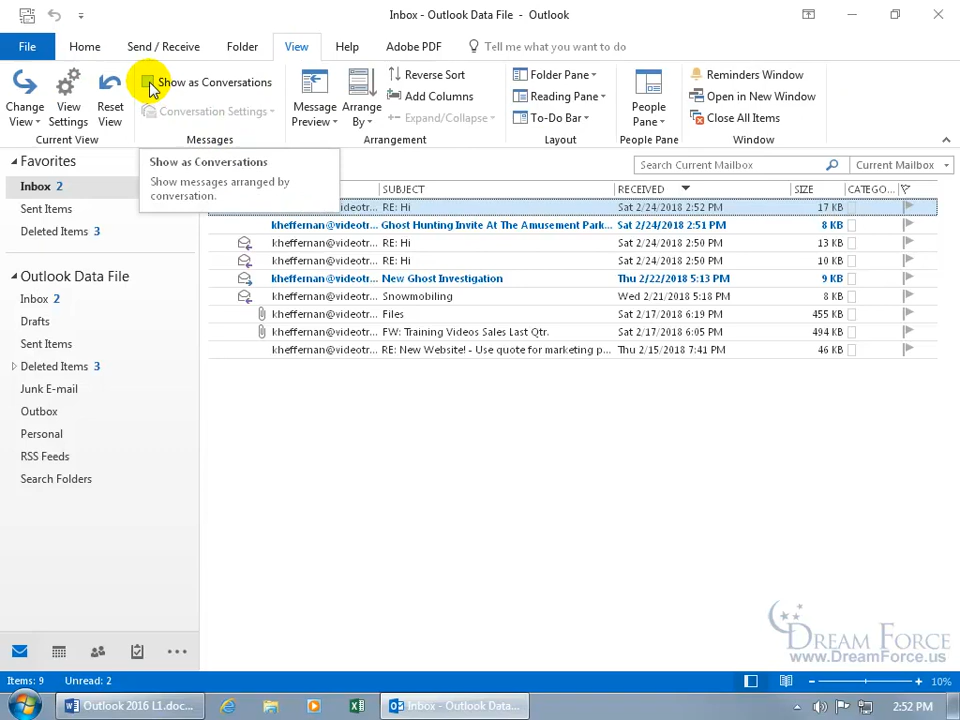 Inbox - Outlook Data File - Outlook
File Home Send / Receive Folder View Help Adobe PDF Tell me what you want to do
Change View
View Settings
Reset View
Current View
Show as Conversations
Conversation Settings
Messages
Message Preview
Arrange By
Reverse Sort
Add Columns
Expand/Collapse
Arrangement
Folder Pane
Reading Pane
To-Do Bar
Layout
People Pane
People Pane
Reminders Window
Open in New Window
Close All Items
Window
Show as Conversations
Show messages arranged by
conversation.
Search Current Mailbox Current Mailbox
Favorites
Inbox 2
Sent Items
Deleted Items 3
Outlook Data File
Inbox 2
Drafts
Sent Items
Deleted Items 3
Junk E-mail
Outbox
Personal
RSS Feeds
Search Folders
SUBJECT RECEIVED SIZE CATEGO...
RE: Hi Sat 2/24/2018 2:52 PM 17 KB
kheffernan@videotr... Ghost Hunting Invite At The Amusement Park... Sat 2/24/2018 2:51 PM 8 KB
kheffernan@videotr... RE: Hi Sat 2/24/2018 2:50 PM 13 KB
kheffernan@videotr... RE: Hi Sat 2/24/2018 2:50 PM 10 KB
kheffernan@videotr... New Ghost Investigation Thu 2/22/2018 5:13 PM 9 KB
kheffernan@videotr... Snowmobiling Wed 2/21/2018 5:18 PM 8 KB
kheffernan@videotr... Files Sat 2/17/2018 6:19 PM 455 KB
kheffernan@videotr... FW: Training Videos Sales Last Qtr. Sat 2/17/2018 6:05 PM 494 KB
kheffernan@videotr... RE: New Website! - Use quote for marketing p... Thu 2/15/2018 7:41 PM 46 KB
DREAM FORCE
www.DreamForce.us
Items: 9 Unread: 2 10%
Outlook 2016 L1.doc... Inbox - Outlook Data... 2:52 PM